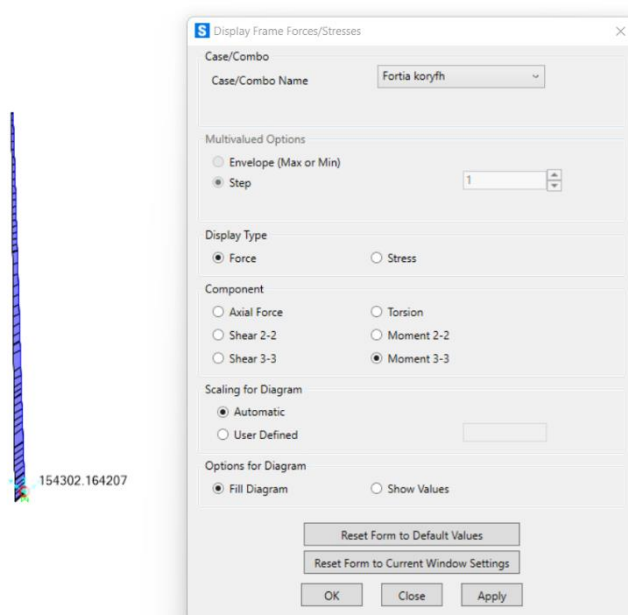 S Display Frame Forces/Stresses
Case/Combo
Case/Combo Name Fortia koryfh
Multivalued Options
Envelope (Max or Min)
Step 1
Display Type
Force Stress
Component
Axial Force Torsion
Shear 2-2 Moment 2-2
Shear 3-3 Moment 3-3
Scaling for Diagram
Automatic
User Defined
154302.164207
Options for Diagram
Fill Diagram Show Values
Reset Form to Default Values
Reset Form to Current Window Settings
OK Close Apply